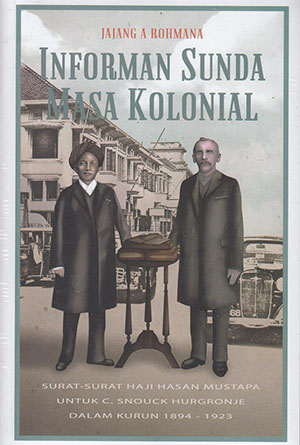 JAJANG A ROHMANA
INFORMAN SUNDA
MASA KOLONIAL
SURAT-SURAT HAJI HASAN MUSTAPA
UNTUK C. SNOUCK HURGRONJE
DALAM KURUN 1894 - 1923